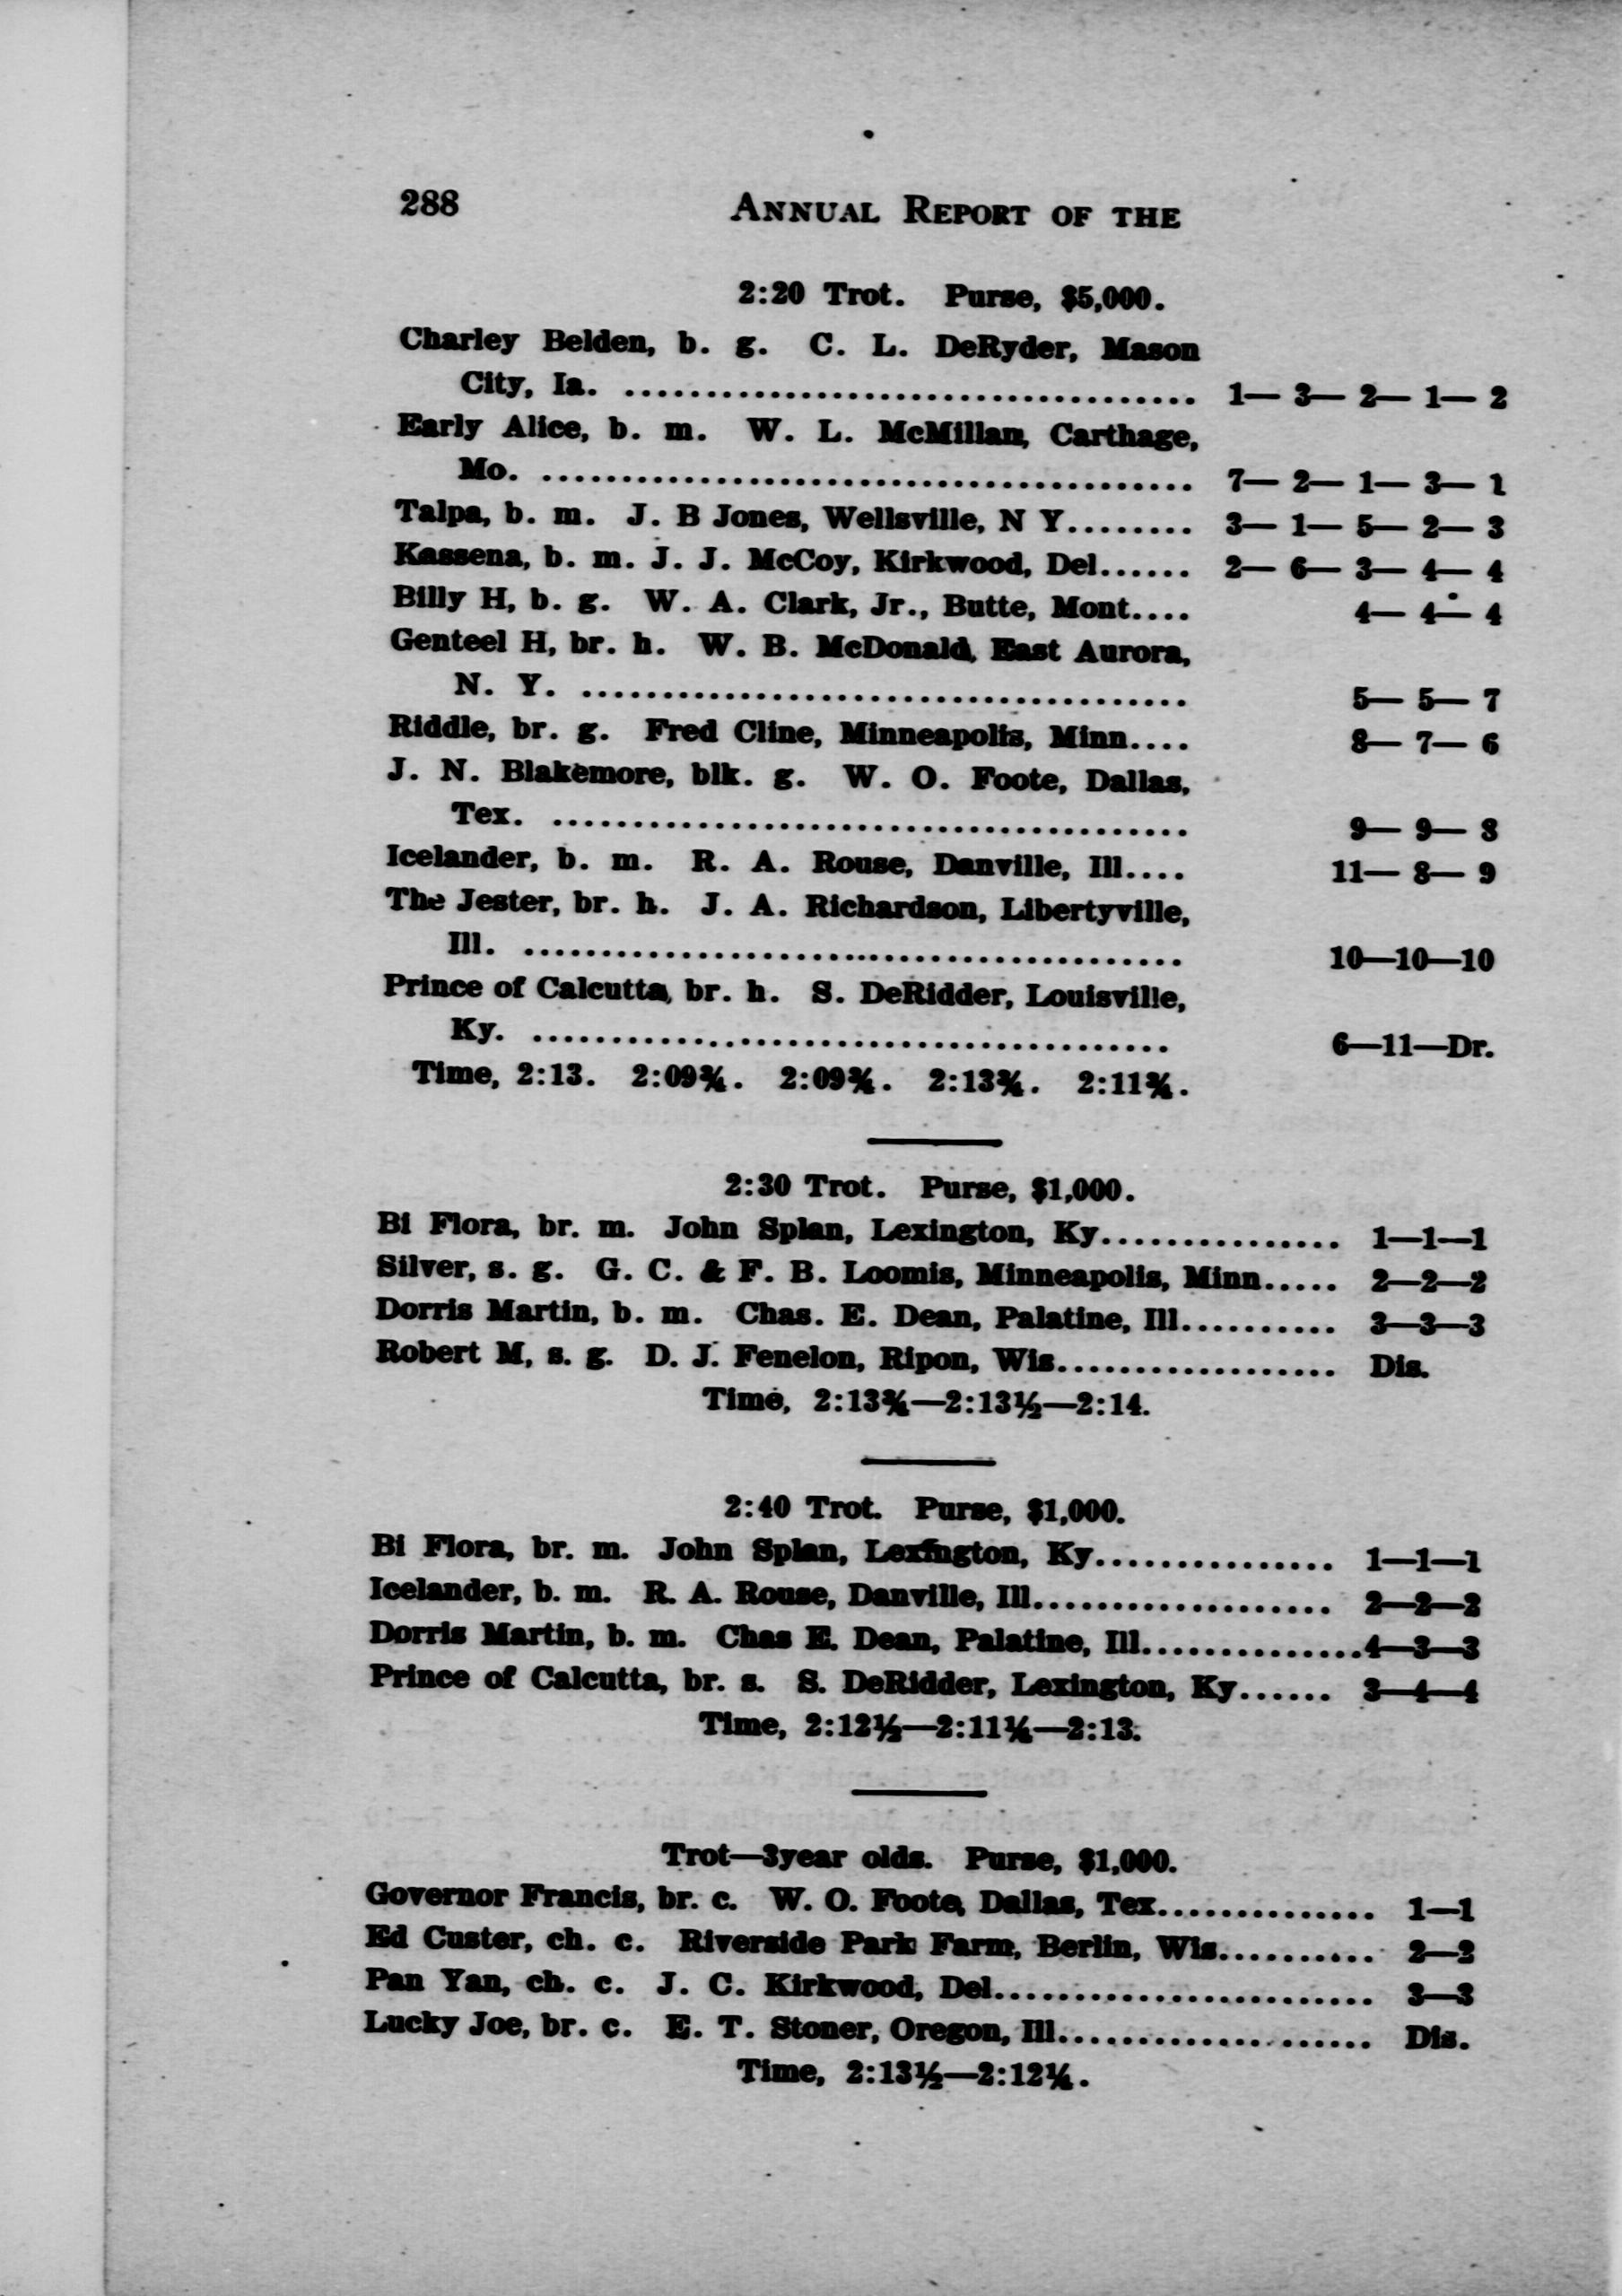 288 ANNUAL REPORT OF THE
2:20 Trot. Purse, $5,000.
Charley Belden, b. g. C. L. DeRyder, Mason
City, Ia. .................................... 1— 3— 2— 1— 2
Early Alice, b. m. W. L. McMillan, Carthage,
Mo. ......................................... 7— 2— 1— 3— 1
Talpa, b. m. J. B Jones, Wellsville, N Y........ 3— 1— 5— 2— 3
Kassena, b. m. J. J. McCoy, Kirkwood, Del...... 2— 6— 3— 4— 4
Billy H, b. g. W. A. Clark, Jr., Butte, Mont.... 4— 4— 4
Genteel H, br. h. W. B. McDonald, East Aurora,
N. Y. ...................................... 5— 5— 7
Riddle, br. g. Fred Cline, Minneapolis, Minn.... 8— 7— 6
J. N. Blakemore, blk. g. W. O. Foote, Dallas,
Tex. ........................................ 9— 9— 8
Icelander, b. m. R. A. Rouse, Danville, Ill.... 11— 8— 9
The Jester, br. h. J. A. Richardson, Libertyville,
Ill. .......................................... 10—10—10
Prince of Calcutta, br. h. S. DeRidder, Louisville,
Ky. ........................................ 6—11—Dr.
Time, 2:13. 2:09¾. 2:09¾. 2:13¾. 2:11¾.
2:30 Trot. Purse, $1,000.
Bi Flora, br. m. John Splan, Lexington, Ky............... 1—1—1
Silver, s. g. G. C. & F. B. Loomis, Minneapolis, Minn..... 2—2—2
Dorris Martin, b. m. Chas. E. Dean, Palatine, Ill.......... 3—3—3
Robert M, s. g. D. J. Fenelon, Ripon, Wis.................. Dis.
Time, 2:13¾—2:13½—2:14.
2:40 Trot. Purse, $1,000.
Bi Flora, br. m. John Splan, Lexington, Ky............... 1—1—1
Icelander, b. m. R. A. Rouse, Danville, Ill................... 2—2—2
Dorris Martin, b. m. Chas E. Dean, Palatine, Ill..............4—3—3
Prince of Calcutta, br. s. S. DeRidder, Lexington, Ky...... 3—4—4
Time, 2:12½—2:11¼—2:13.
Trot—3year olds. Purse, $1,000.
Governor Francis, br. c. W. O. Foote, Dallas, Tex.............. 1—1
Ed Custer, ch. c. Riverside Park Farm, Berlin, Wis.......... 2—2
Pan Yan, ch. c. J. C. Kirkwood, Del........................ 3—3
Lucky Joe, br. c. E. T. Stoner, Oregon, Ill.................... Dis.
Time, 2:13½—2:12¼.